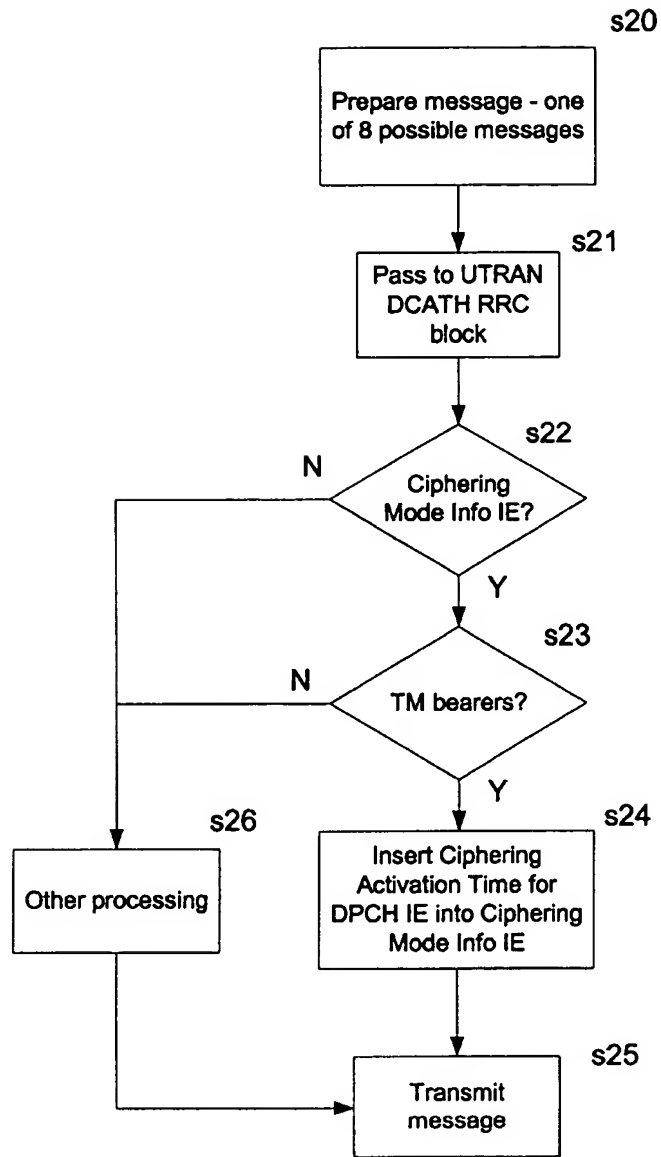 s20
Prepare message - one
of 8 possible messages
s21
Pass to UTRAN
DCATH RRC
block
s22
N
Ciphering
Mode Info IE?
Y
s23
N
TM bearers?
Y
s24
s26
Insert Ciphering
Activation Time for
DPCH IE into Ciphering
Mode Info IE
Other processing
s25
Transmit
message